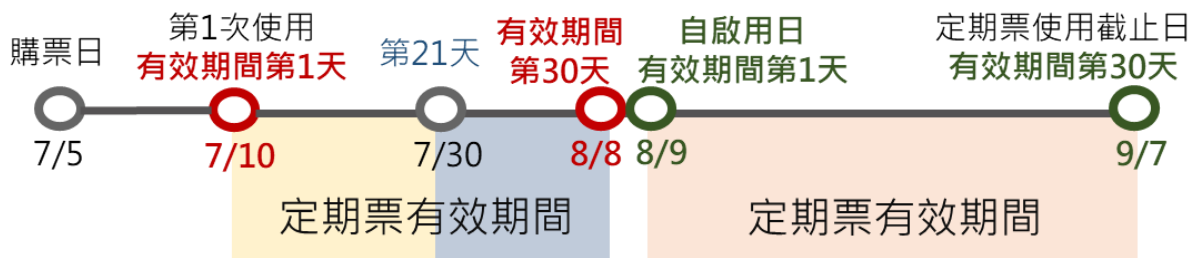 購票日
第1次使用
有效期間第1天
第21天
有效期間
第30天
自啟用日
有效期間第1天
定期票使用截止日
有效期間第30天
7/5
7/10
7/30
8/8
8/9
9/7
定期票有效期間
定期票有效期間